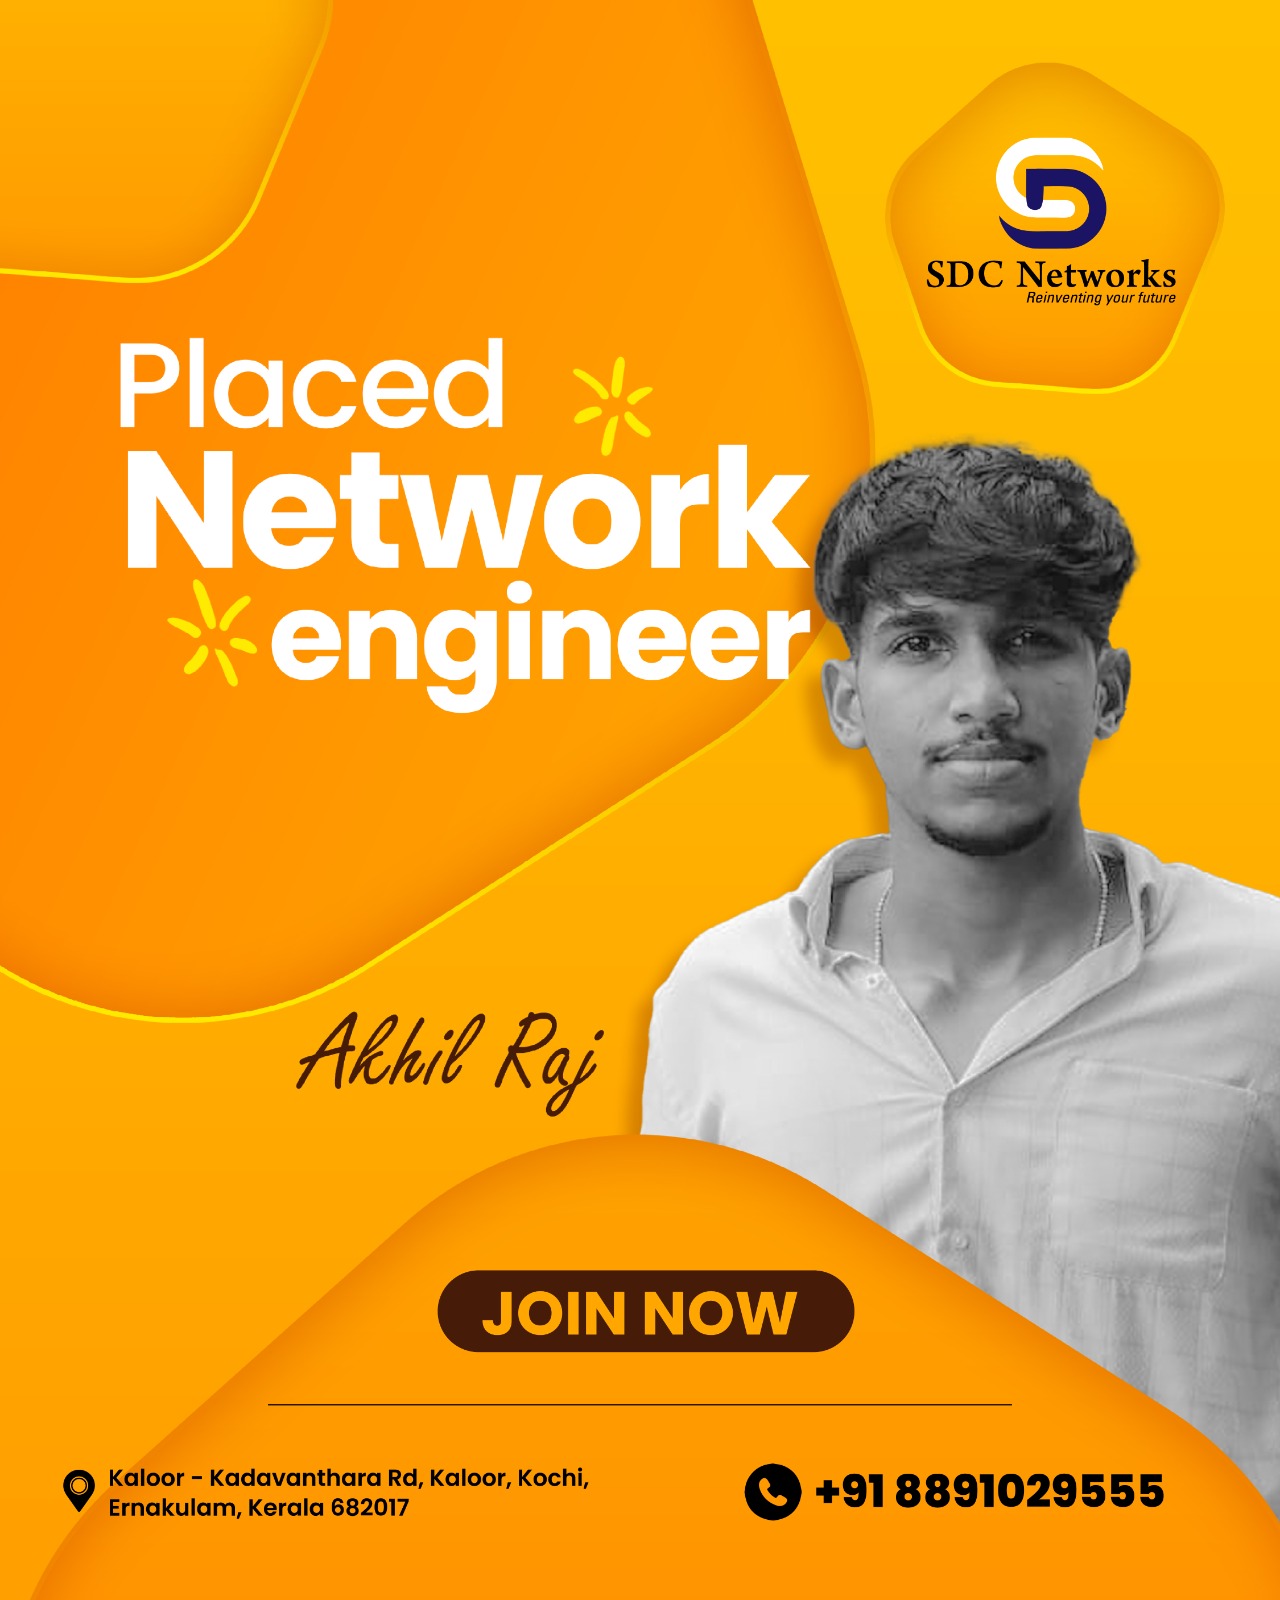 SDC Networks
Reinventing your future
Placed
Network
engineer
Akhil Raj
JOIN NOW
Kaloor - Kadavanthara Rd, Kaloor, Kochi,
Ernakulam, Kerala 682017
+91 8891029555